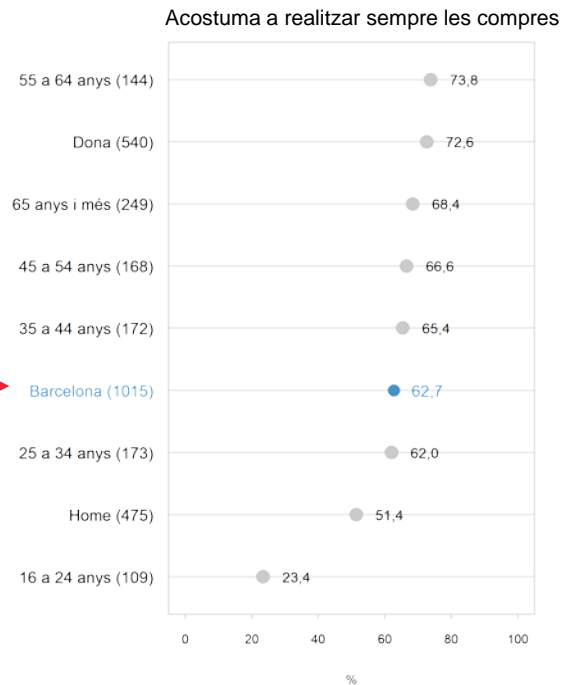 Acostuma a realitzar sempre les compres
55 a 64 anys (144) 73,8
Dona (540) 72,6
65 anys i més (249) 68,4
45 a 54 anys (168) 66,6
35 a 44 anys (172) 65,4
Barcelona (1015) 62,7
25 a 34 anys (173) 62,0
Home (475) 51,4
16 a 24 anys (109) 23,4
0 20 40 60 80 100
%